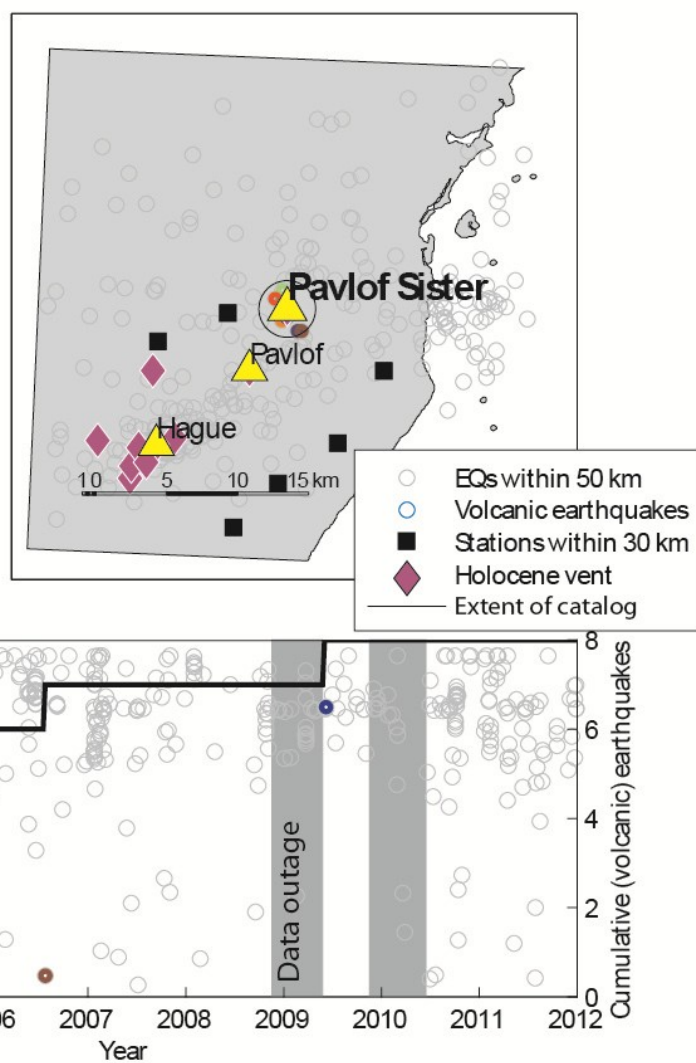 Pavlof Sister
Pavlof
Hague
10 5 10 15 km
EQs within 50 km
Volcanic earthquakes
Stations within 30 km
Holocene vent
Extent of catalog
8
6
4
2
0
Cumulative (volcanic) earthquakes
Data outage
06 2007 2008 2009 2010 2011 2012
Year